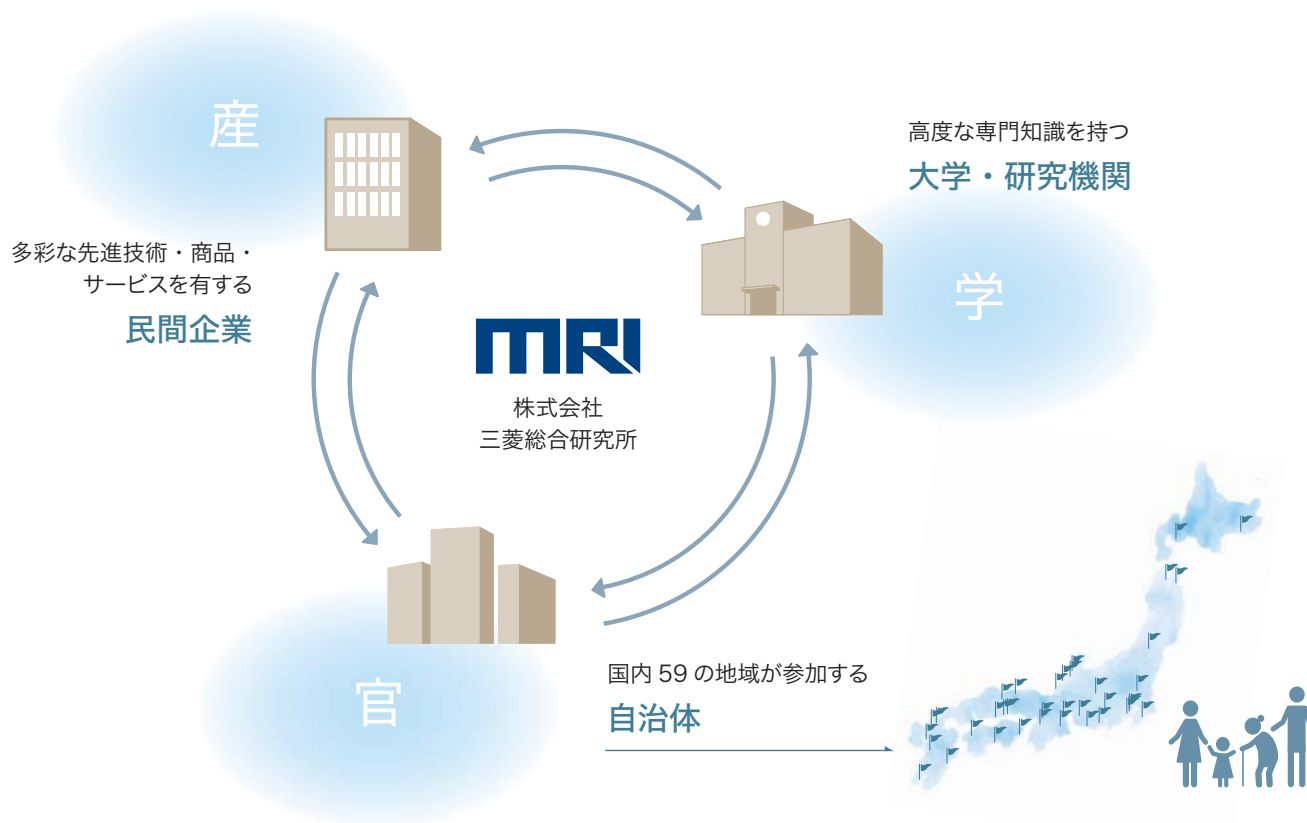 産
多彩な先進技術・商品・
サービスを有する
民間企業
高度な専門知識を持つ
大学・研究機関
学
MRI
株式会社
三菱総合研究所
官
国内 59 の地域が参加する
自治体